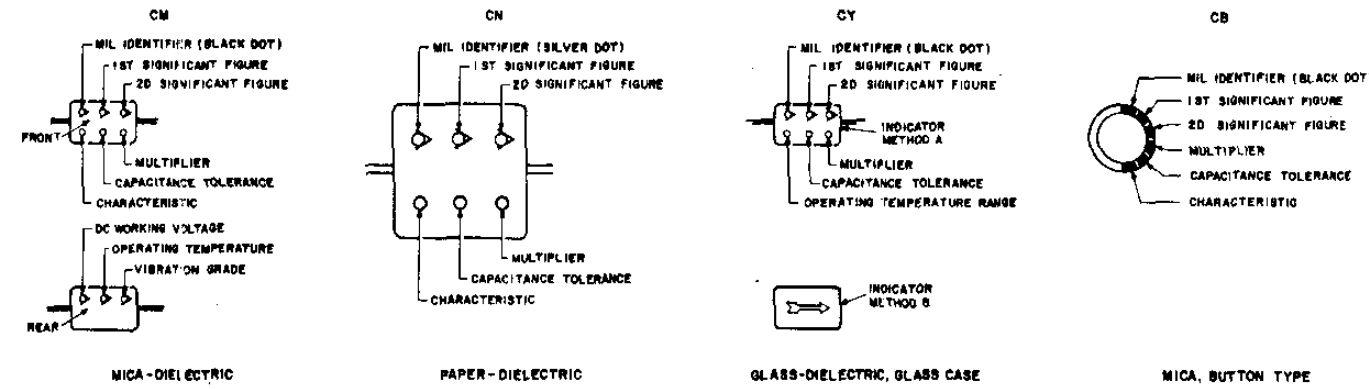 CM
MIL IDENTIFIER (BLACK DOT)
1ST SIGNIFICANT FIGURE
2D SIGNIFICANT FIGURE
FRONT
MULTIPLIER
CAPACITANCE TOLERANCE
CHARACTERISTIC
DC WORKING VOLTAGE
OPERATING TEMPERATURE
VIBRATION GRADE
REAR
MICA-DIELECTRIC
CN
MIL IDENTIFIER (SILVER DOT)
1ST SIGNIFICANT FIGURE
2D SIGNIFICANT FIGURE
MULTIPLIER
CAPACITANCE TOLERANCE
CHARACTERISTIC
PAPER-DIELECTRIC
CY
MIL IDENTIFIER (BLACK DOT)
1ST SIGNIFICANT FIGURE
2D SIGNIFICANT FIGURE
INDICATOR
METHOD A
MULTIPLIER
CAPACITANCE TOLERANCE
OPERATING TEMPERATURE RANGE
INDICATOR
METHOD B
GLASS-DIELECTRIC, GLASS CASE
CB
MIL IDENTIFIER (BLACK DOT
1ST SIGNIFICANT FIGURE
2D SIGNIFICANT FIGURE
MULTIPLIER
CAPACITANCE TOLERANCE
CHARACTERISTIC
MICA, BUTTON TYPE